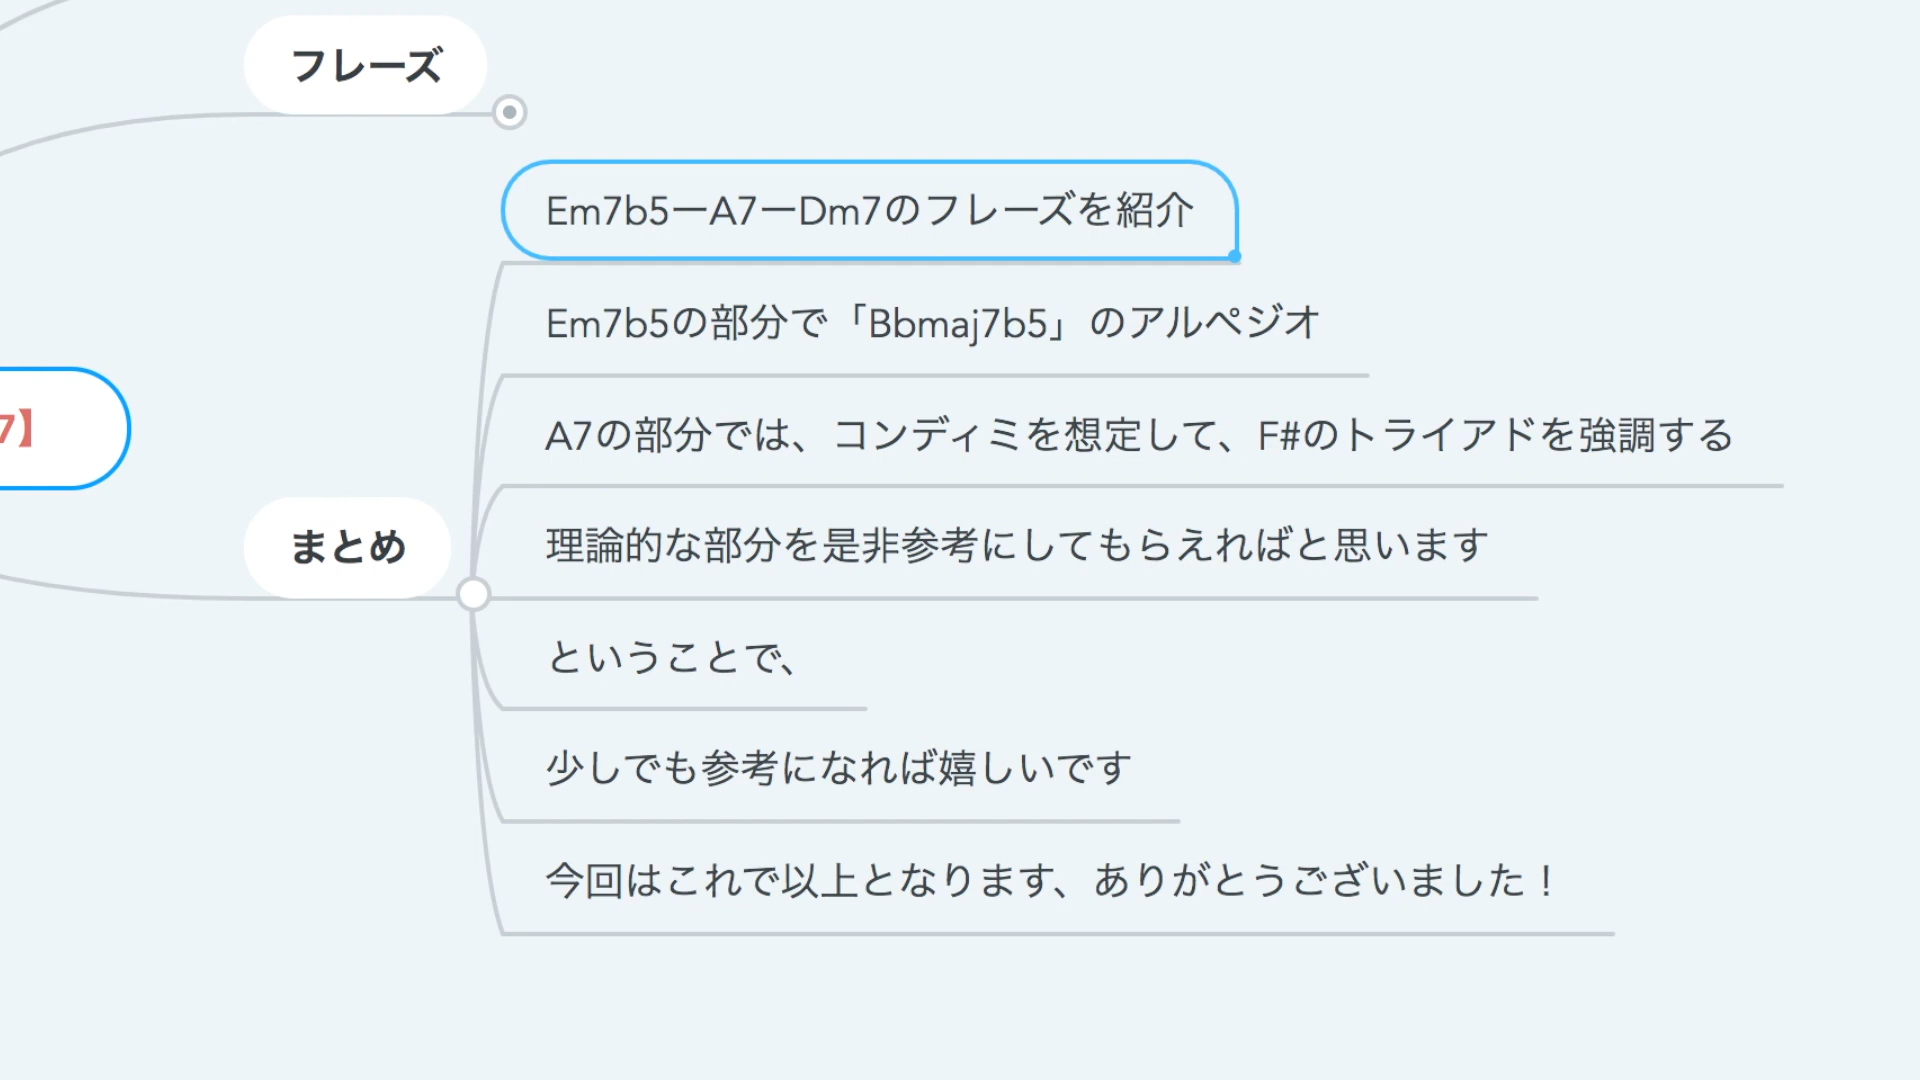 フレーズ
Em7b5ーA7ーDm7のフレーズを紹介
Em7b5の部分で「Bbmaj7b5」のアルペジオ
7】
A7の部分では、コンディミを想定して、F#のトライアドを強調する
まとめ
理論的な部分を是非参考にしてもらえればと思います
ということで、
少しでも参考になれば嬉しいです
今回はこれで以上となります、ありがとうございました！